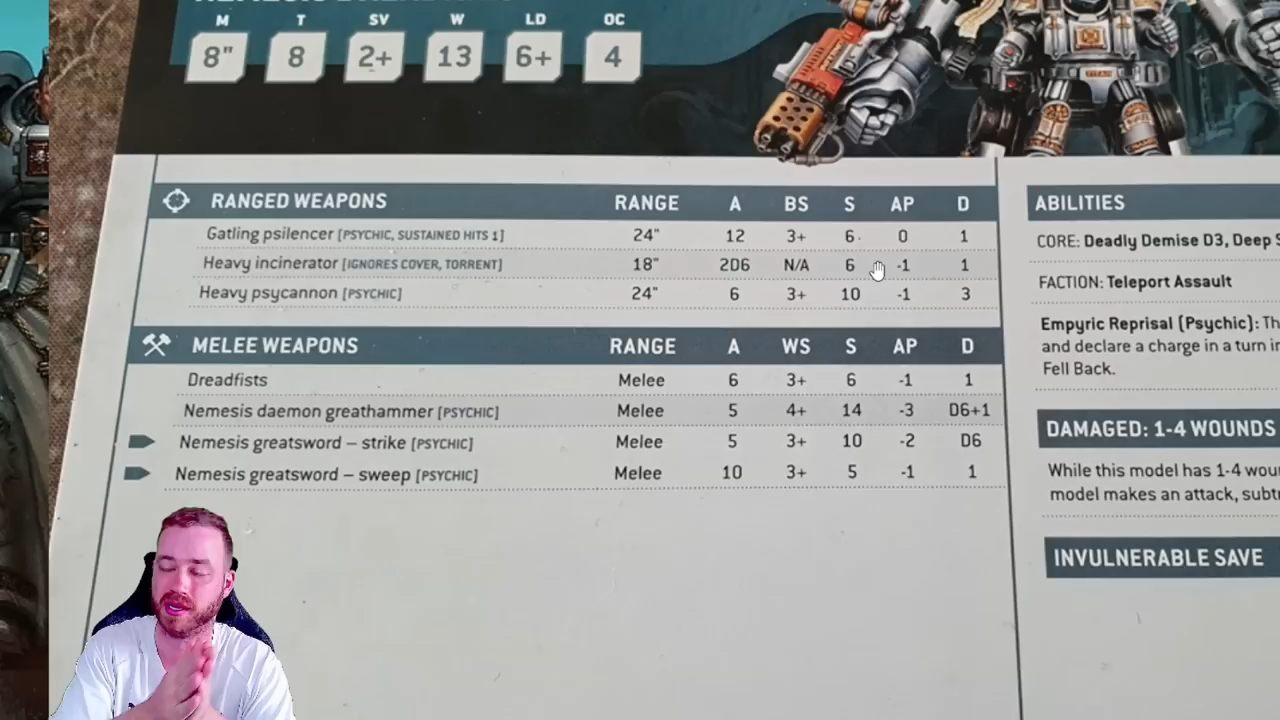 M T SV W LD OC
8" 8 2+ 13 6+ 4
RANGED WEAPONS RANGE A BS S AP D
Gatling psilencer [PSYCHIC, SUSTAINED HITS 1] 24" 12 3+ 6 0 1
Heavy incinerator [IGNORES COVER, TORRENT] 18" 2D6 N/A 6 -1 1
Heavy psycannon [PSYCHIC] 24" 6 3+ 10 -1 3
MELEE WEAPONS RANGE A WS S AP D
Dreadfists Melee 6 3+ 6 -1 1
Nemesis daemon greathammer [PSYCHIC] Melee 5 4+ 14 -3 D6+1
Nemesis greatsword – strike [PSYCHIC] Melee 5 3+ 10 -2 D6
Nemesis greatsword – sweep [PSYCHIC] Melee 10 3+ 5 -1 1
ABILITIES
CORE: Deadly Demise D3, Deep
FACTION: Teleport Assault
Empyric Reprisal (Psychic):
and declare a charge in a turn
Fell Back.
DAMAGED: 1-4 WOUNDS
While this model has 1-4
model makes an attack,
INVULNERABLE SAVE